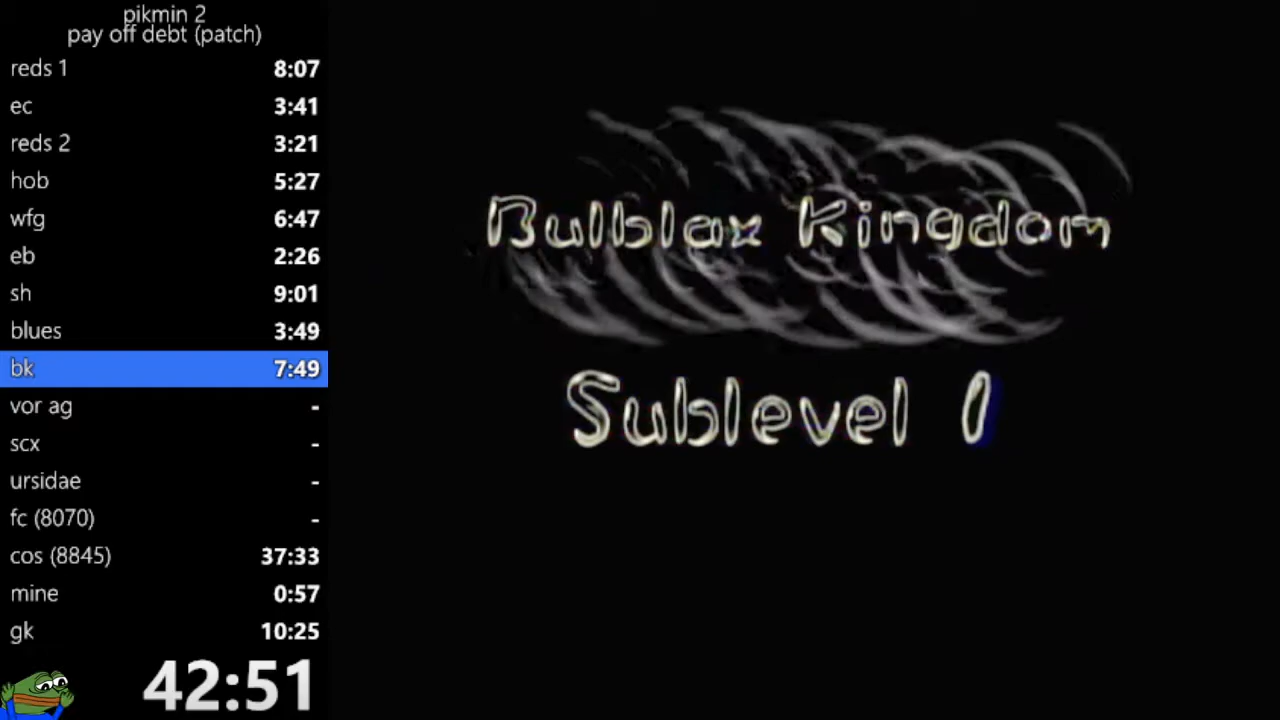 pikmin 2
pay off debt (patch)
reds 1 8:07
ec 3:41
reds 2 3:21
hob 5:27
wfg 6:47
eb 2:26
sh 9:01
blues 3:49
bk 7:49
vor ag -
scx -
ursidae -
fc (8070) -
cos (8845) 37:33
mine 0:57
gk 10:25
42:51
Bulblax Kingdom
Sublevel 1